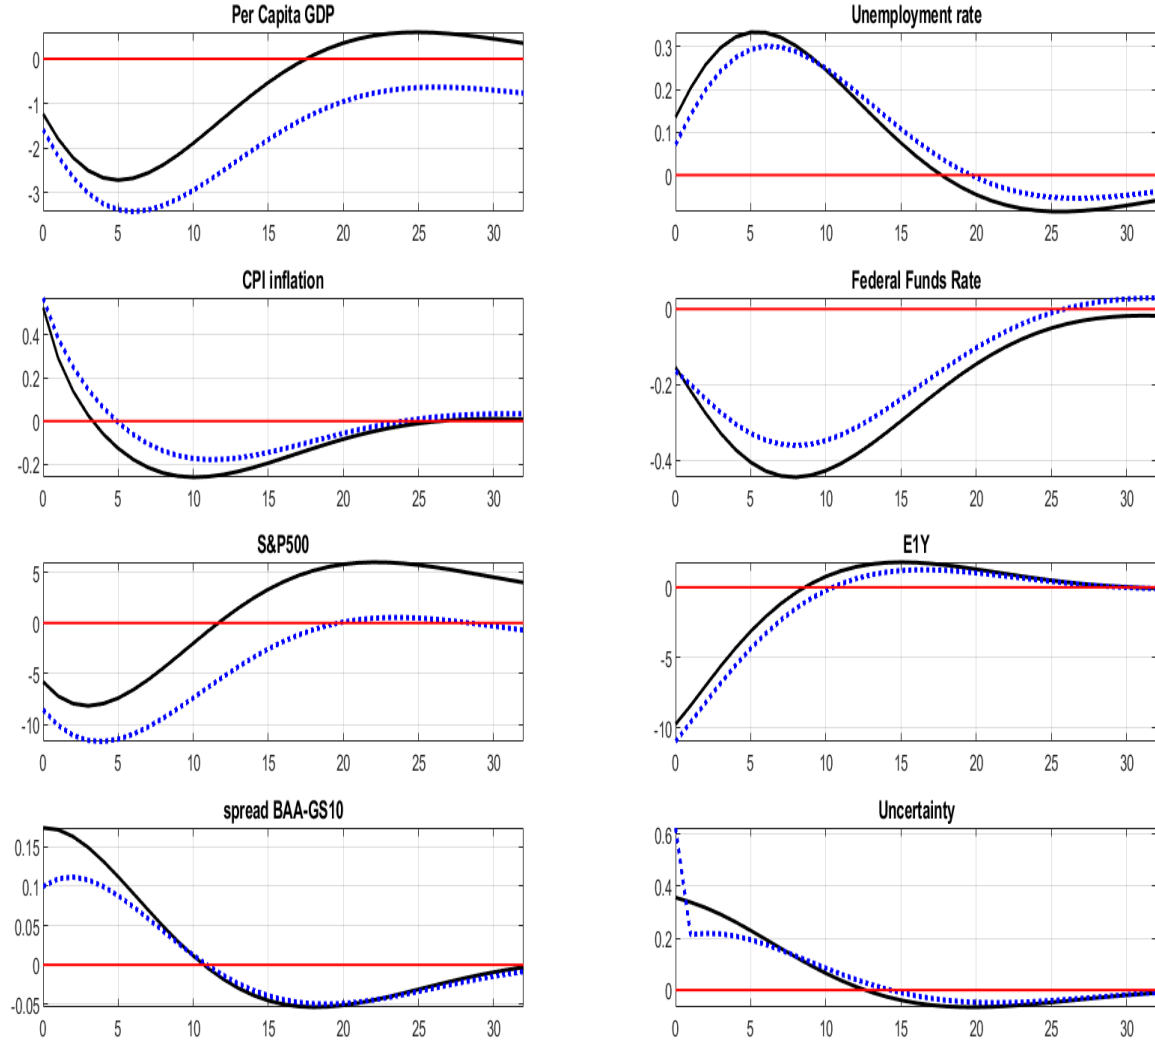 Per Capita GDP
0
-1
-2
-3
0 5 10 15 20 25 30
Unemployment rate
0.3
0.2
0.1
0
0 5 10 15 20 25 30
CPI inflation
0.4
0.2
0
-0.2
0 5 10 15 20 25 30
Federal Funds Rate
0
-0.2
-0.4
0 5 10 15 20 25 30
S&P500
5
0
-5
-10
0 5 10 15 20 25 30
E1Y
0
-5
-10
0 5 10 15 20 25 30
spread BAA-GS10
0.15
0.1
0.05
0
-0.05
0 5 10 15 20 25 30
Uncertainty
0.6
0.4
0.2
0
0 5 10 15 20 25 30